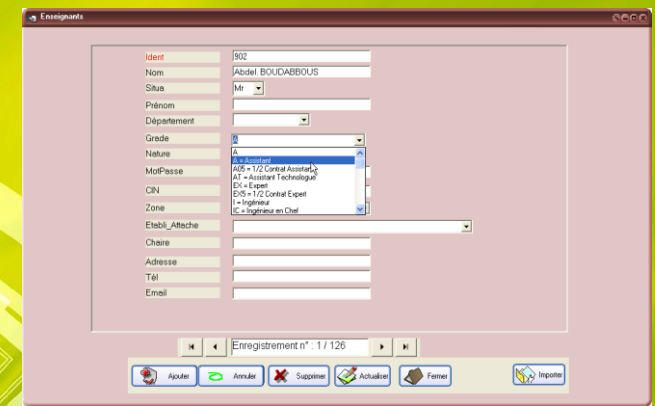 Enseignants
Ident 902
Nom Abdel. BOUDABBOUS
Situa Mr
Prénom
Département
Grade A
Nature A
A = Assistant
MotPasse A05 = 1/2 Contrat Assistant
AT = Assistant Technologue
EX = Expert
CIN EX5 = 1/2 Contrat Expert
I = Ingénieur
Zone IC = Ingénieur en Chef
Etabli_Attache
Chaire
Adresse
Tél
Email
Enregistrement n° : 1 / 126
Ajouter Annuler Supprimer Actualiser Fermer Importer